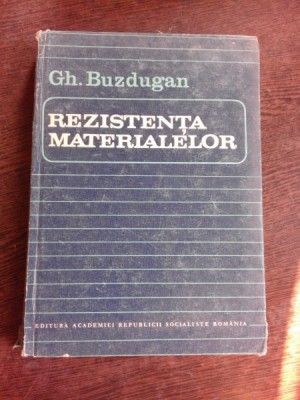 Gh. Buzdugan
REZISTENȚA
MATERIALELOR
EDITURA ACADEMIEI REPUBLICII SOCIALISTE ROMÂNIA